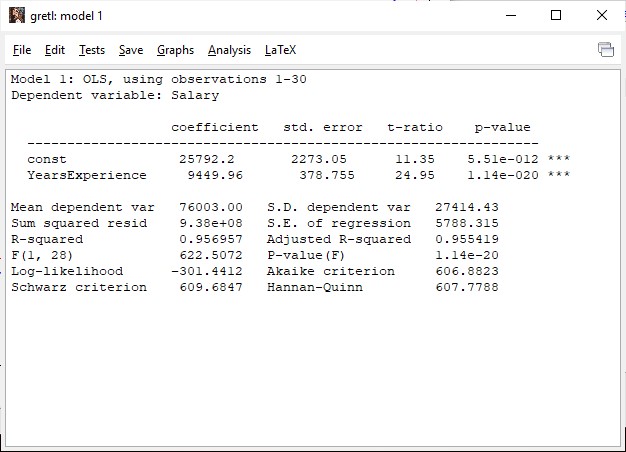 gretl: model 1
File Edit Tests Save Graphs Analysis LaTeX
Model 1: OLS, using observations 1-30
Dependent variable: Salary
coefficient std. error t-ratio p-value
---------------------------------------------------------------
const 25792.2 2273.05 11.35 5.51e-012 ***
YearsExperience 9449.96 378.755 24.95 1.14e-020 ***
Mean dependent var 76003.00 S.D. dependent var 27414.43
Sum squared resid 9.38e+08 S.E. of regression 5788.315
R-squared 0.956957 Adjusted R-squared 0.955419
F(1, 28) 622.5072 P-value(F) 1.14e-20
Log-likelihood -301.4412 Akaike criterion 606.8823
Schwarz criterion 609.6847 Hannan-Quinn 607.7788